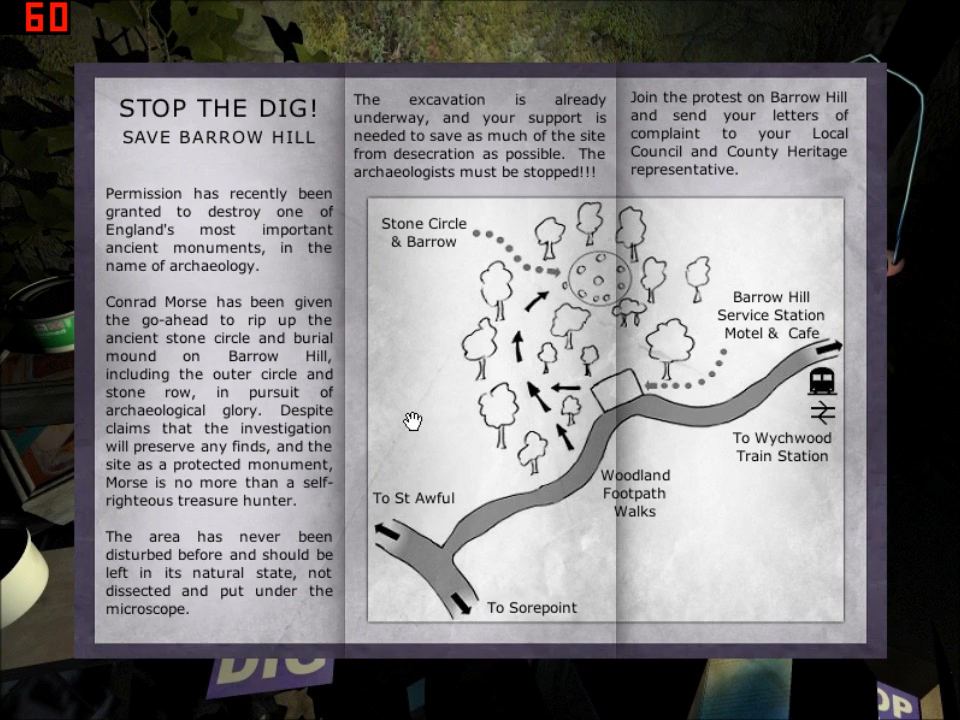 60
STOP THE DIG!
SAVE BARROW HILL
Permission has recently been
granted to destroy one of
England's most important
ancient monuments, in the
name of archaeology.
Conrad Morse has been given
the go-ahead to rip up the
ancient stone circle and burial
mound on Barrow Hill,
including the outer circle and
stone row, in pursuit of
archaeological glory. Despite
claims that the investigation
will preserve any finds, and the
site as a protected monument,
Morse is no more than a self-
righteous treasure hunter.
The area has never been
disturbed before and should be
left in its natural state, not
dissected and put under the
microscope.
The excavation is already
underway, and your support is
needed to save as much of the site
from desecration as possible. The
archaeologists must be stopped!!!
Join the protest on Barrow Hill
and send your letters of
complaint to your Local
Council and County Heritage
representative.
Stone Circle
& Barrow
Barrow Hill
Service Station
Motel & Cafe
To Wychwood
Train Station
Woodland
Footpath
Walks
To St Awful
To Sorepoint
DIG
OP